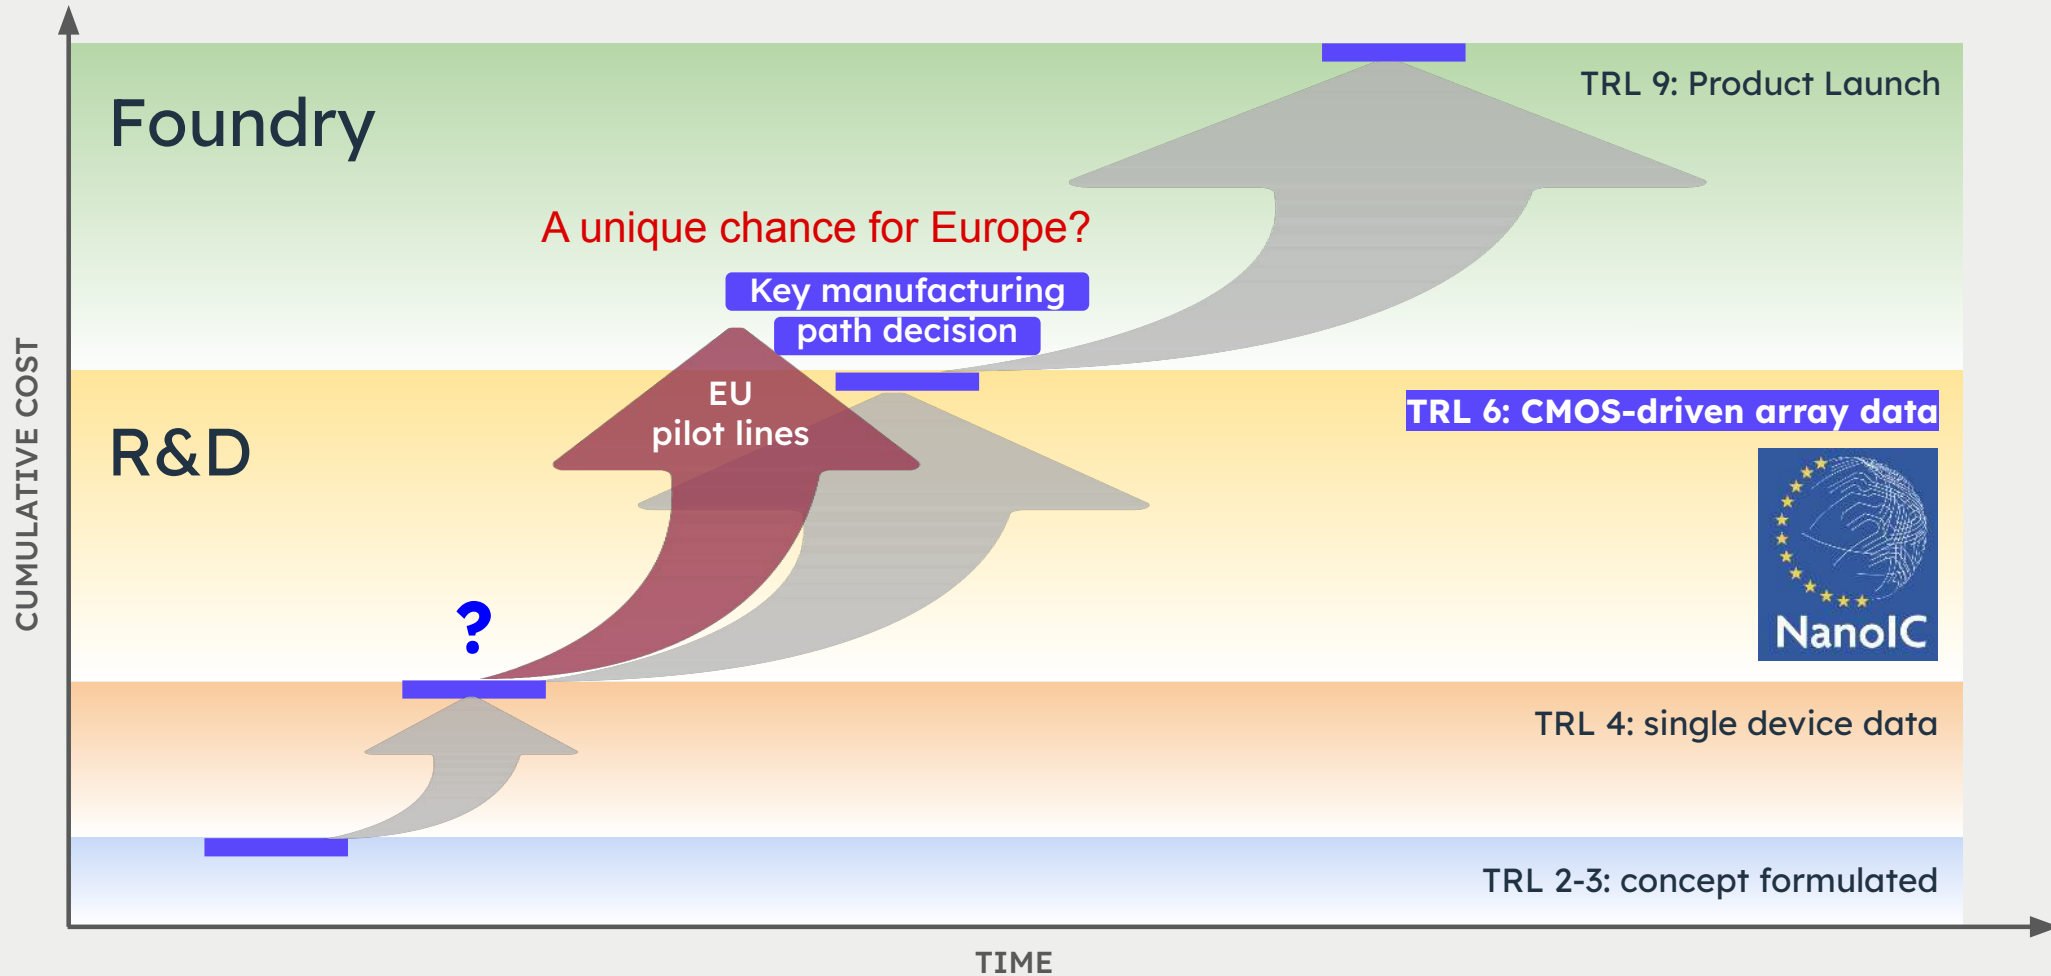 TRL 9: Product Launch
Foundry
A unique chance for Europe?
Key manufacturing
path decision
EU
pilot lines
TRL 6: CMOS-driven array data
R&D
NanoIC
?
TRL 4: single device data
TRL 2-3: concept formulated
CUMULATIVE COST
TIME